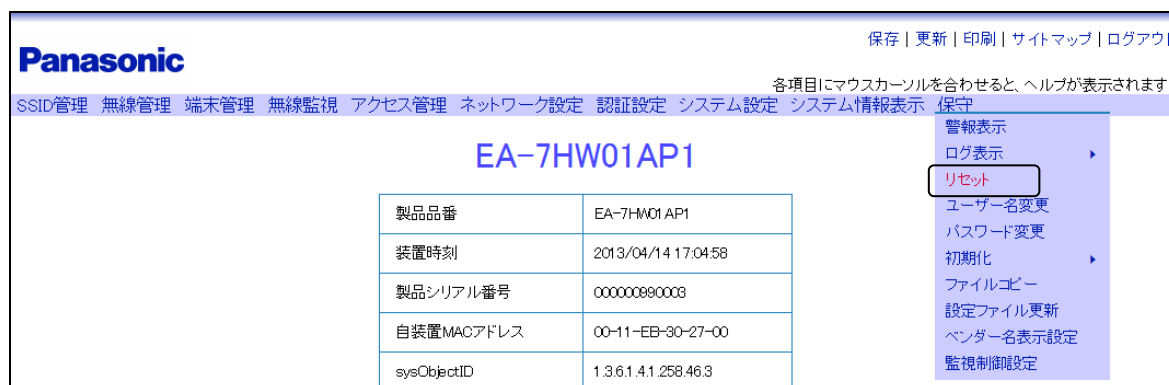 保存 | 更新 | 印刷 | サイトマップ | ログアウト
Panasonic
各項目にマウスカーソルを合わせると、ヘルプが表示されます
SSID管理 無線管理 端末管理 無線監視 アクセス管理 ネットワーク設定 認証設定 システム設定 システム情報表示 保守
警報表示
ログ表示
リセット
ユーザー名変更
パスワード変更
初期化
ファイルコピー
設定ファイル更新
ベンダー名表示設定
監視制御設定
EA-7HW01AP1
製品品番 EA-7HW01AP1
装置時刻 2013/04/14 17:04:58
製品シリアル番号 000000990003
自装置MACアドレス 00-11-EB-30-27-00
sysObjectID 1.3.6.1.4.1.258.46.3